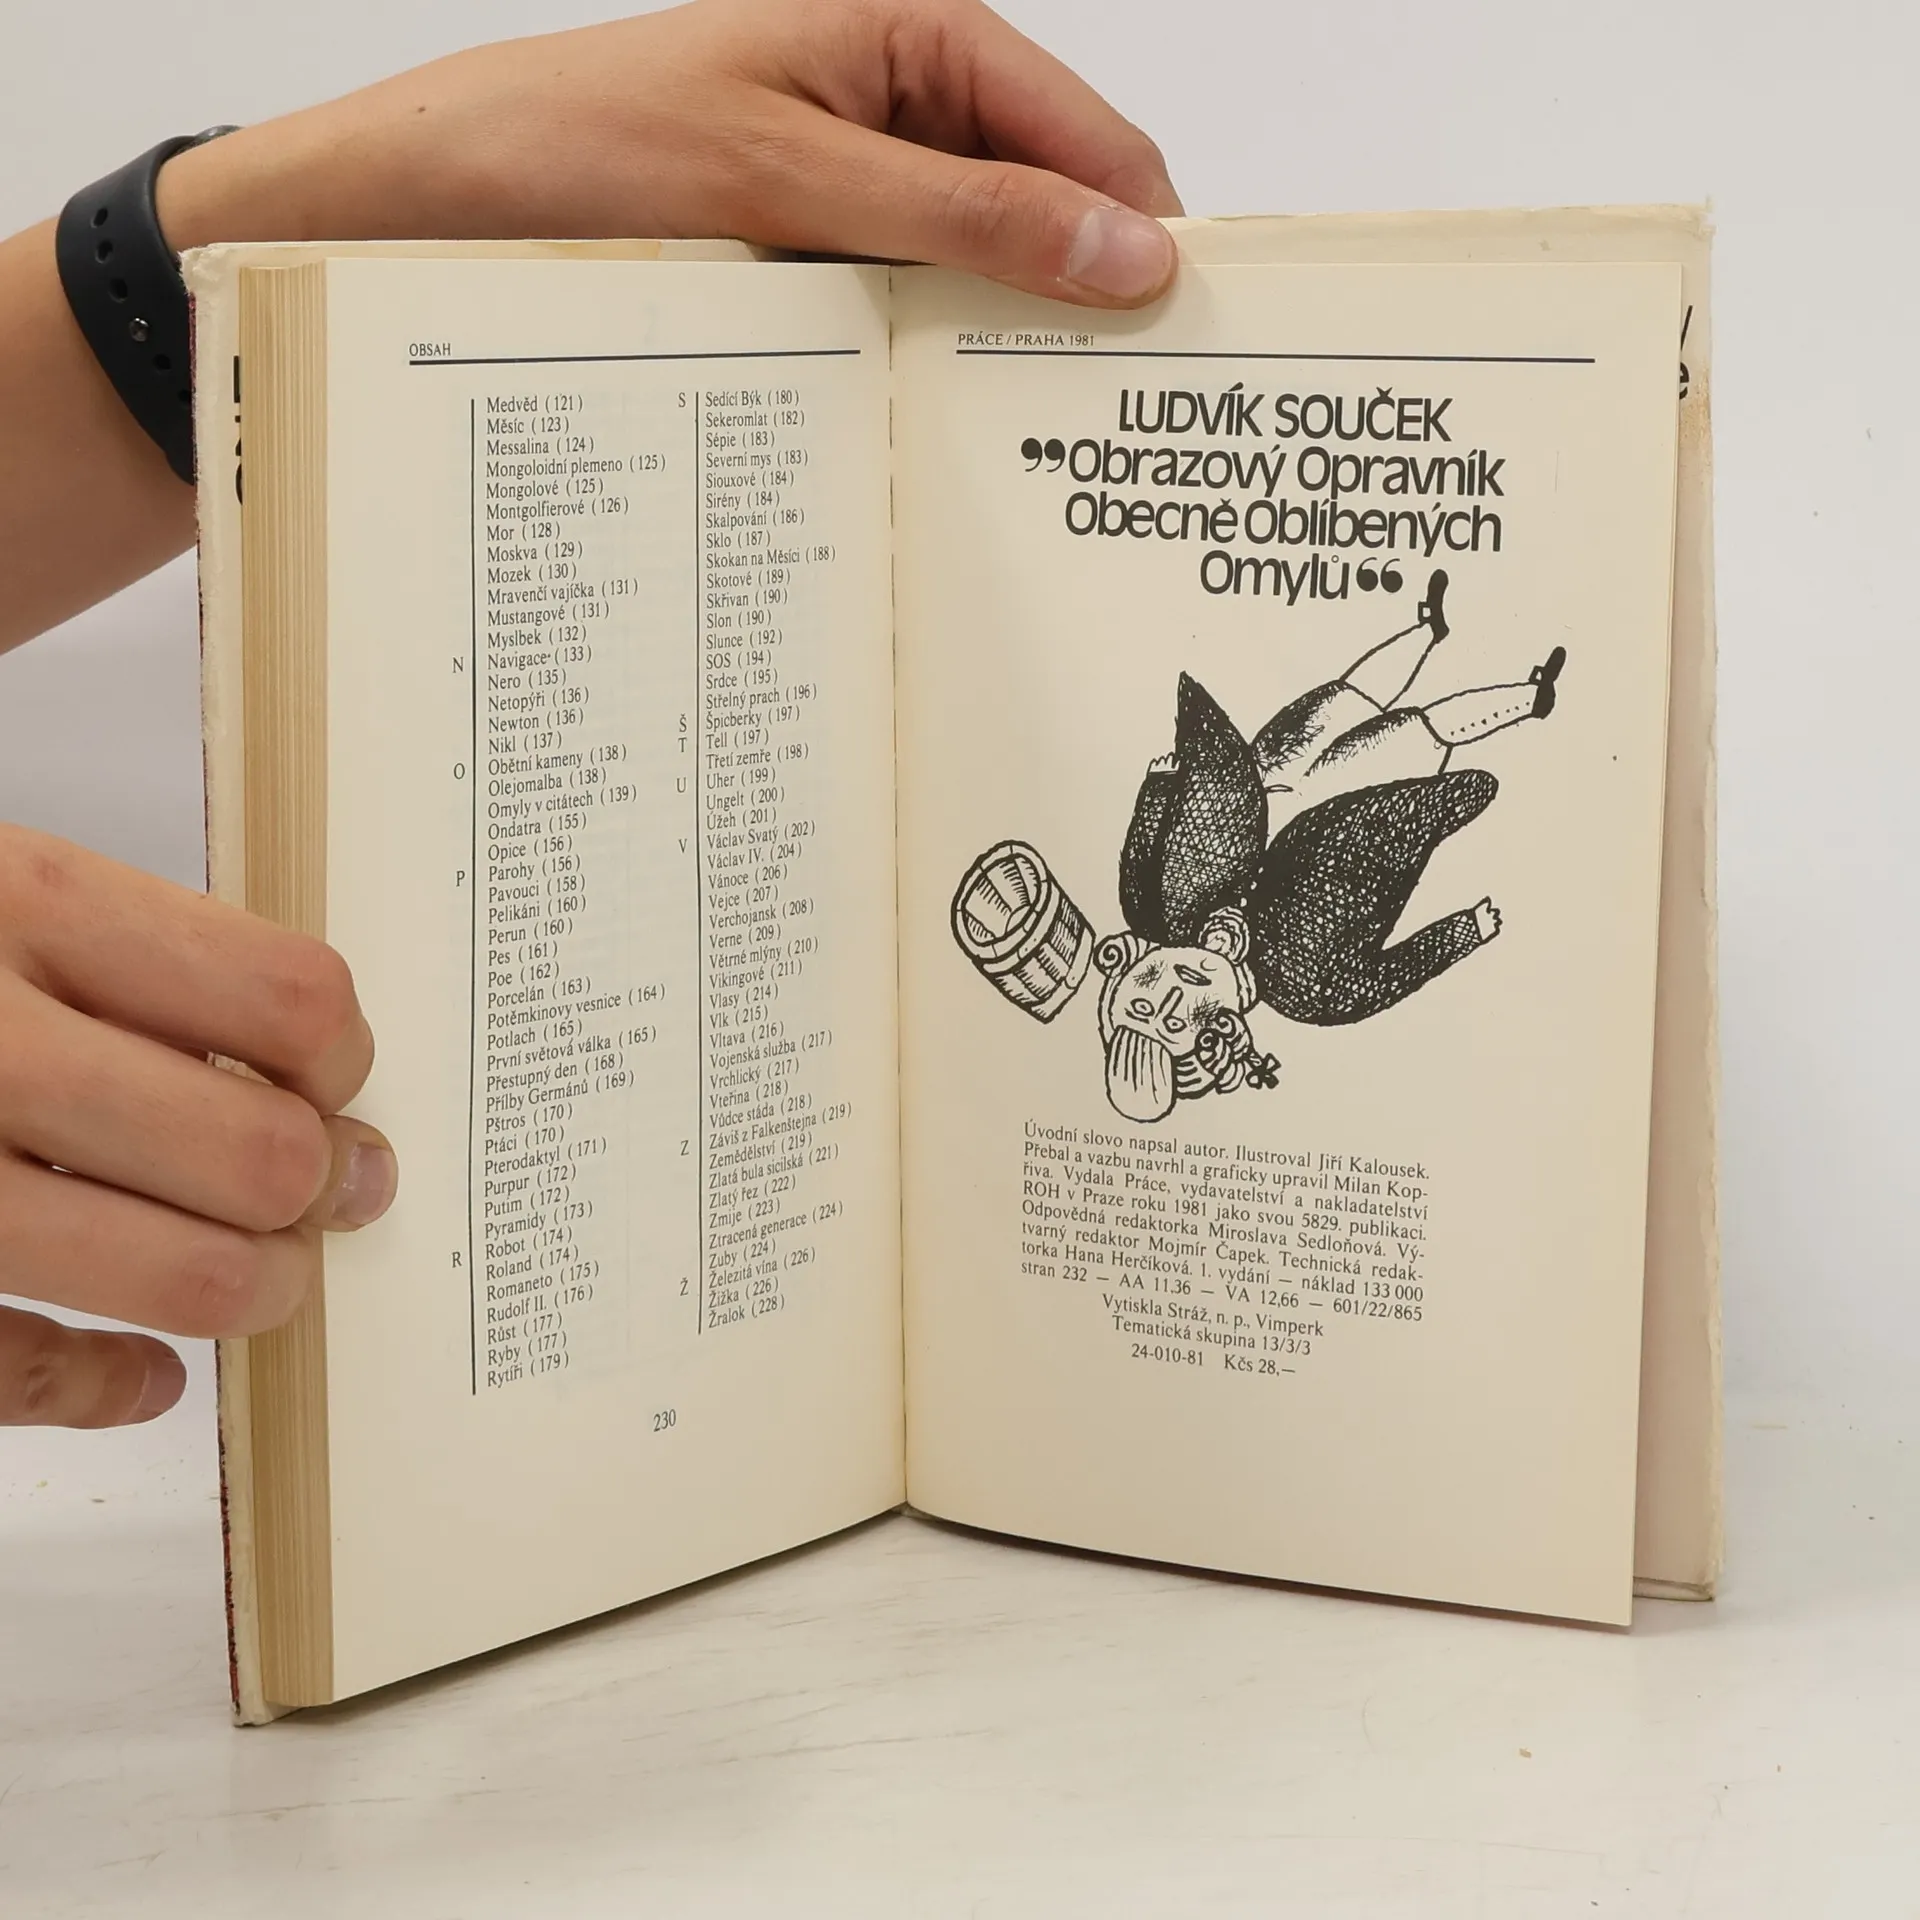 OBSAH
Medvěd (121)
Měsíc (123)
Messalina (124)
Mongoloidní plemeno (125)
Mongolové (125)
Montgolfierové (126)
Mor (128)
Moskva (129)
Mozek (130)
Mravenčí vajíčka (131)
Mustangové (131)
Myslbek (132)
N Navigace (133)
Nero (135)
Netopýři (136)
Newton (136)
Nikl (137)
O Obětní kameny (138)
Olejomalba (138)
Omyly v citátech (139)
Ondatra (155)
Opice (156)
P Parohy (156)
Pavouci (158)
Pelikáni (160)
Perun (160)
Pes (161)
Poe (162)
Porcelán (163)
Potěmkinovy vesnice (164)
Potlach (165)
První světová válka (165)
Přestupný den (168)
Přílby Germánů (169)
Pštros (170)
Ptáci (170)
Pterodaktyl (171)
Purpur (172)
Putim (172)
Pyramidy (173)
R Robot (174)
Roland (174)
Romaneto (175)
Rudolf II. (176)
Růst (177)
Ryby (177)
Rytíři (179)
S Sedící Býk (180)
Sekeromlat (182)
Sépie (183)
Severní mys (183)
Siouxové (184)
Sirény (184)
Skalpování (186)
Sklo (187)
Skokan na Měsíci (188)
Skotové (189)
Skřivan (190)
Slon (190)
Slunce (192)
SOS (194)
Srdce (195)
Střelný prach (196)
Š Špicberky (197)
T Tell (197)
Třetí zemře (198)
U Uher (199)
Ungelt (200)
Úžeh (201)
V Václav Svatý (202)
Václav IV. (204)
Vánoce (206)
Vejce (207)
Verchojansk (208)
Verne (209)
Větrné mlýny (210)
Vikingové (211)
Vlasy (214)
Vlk (215)
Vltava (216)
Vojenská služba (217)
Vrchlický (217)
Vteřina (218)
Vůdce stáda (218)
Z Záviš z Falkenštejna (219)
Zemědělství (219)
Zlatá bula sicilská (221)
Zlatý řez (222)
Zmije (223)
Ztracená generace (224)
Zuby (224)
Ž Železitá vína (226)
Žižka (226)
Žralok (228)
230
PRÁCE / PRAHA 1981
LUDVÍK SOUČEK
„Obrazový Opravník
Obecně Oblíbených
Omylů“
Úvodní slovo napsal autor. Ilustroval Jiří Kalousek.
Přebal a vazbu navrhl a graficky upravil Milan Kop-
řiva. Vydala Práce, vydavatelství a nakladatelství
ROH v Praze roku 1981 jako svou 5829. publikaci.
Odpovědná redaktorka Miroslava Sedloňová. Vý-
tvarný redaktor Mojmír Čapek. Technická redak-
torka Hana Herčíková. 1. vydání — náklad 133 000
stran 232 — AA 11,36 — VA 12,66 — 601/22/865
Vytiskla Stráž, n. p., Vimperk
Tematická skupina 13/3/3
24-010-81 Kčs 28,—